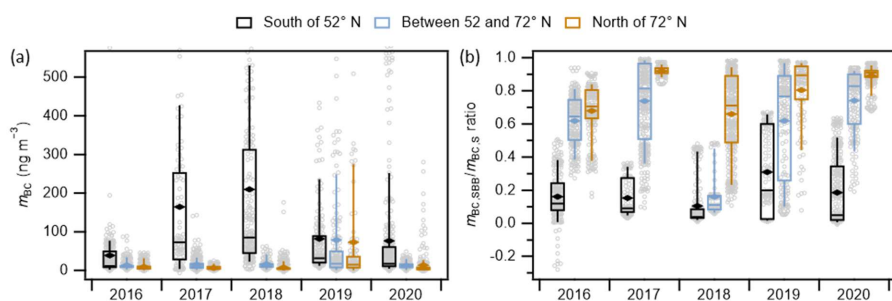 South of 52° N Between 52 and 72° N North of 72° N
(a)
m_BC (ng m⁻³)
500
400
300
200
100
0
2016 2017 2018 2019 2020
(b)
m_BC,SBB/m_BC,S ratio
1.0
0.8
0.6
0.4
0.2
0.0
-0.2
2016 2017 2018 2019 2020